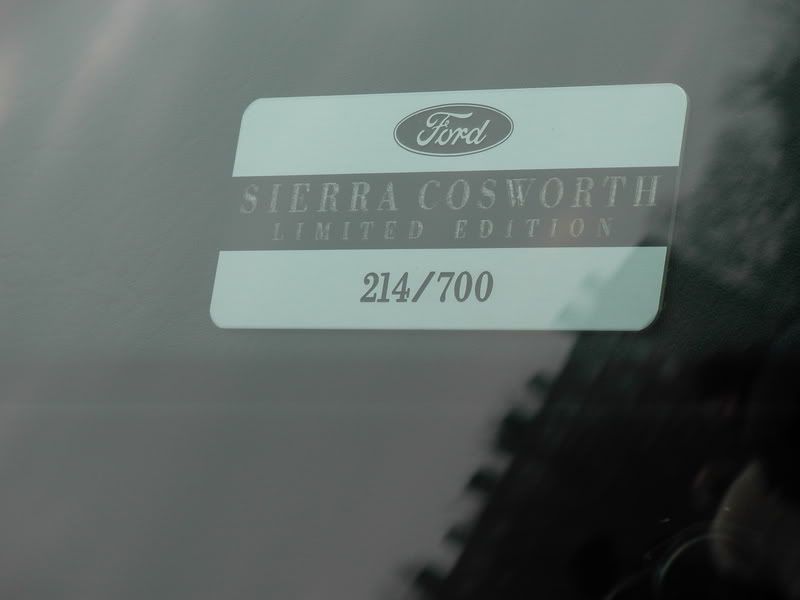 Ford
SIERRA COSWORTH
LIMITED EDITION
214/700